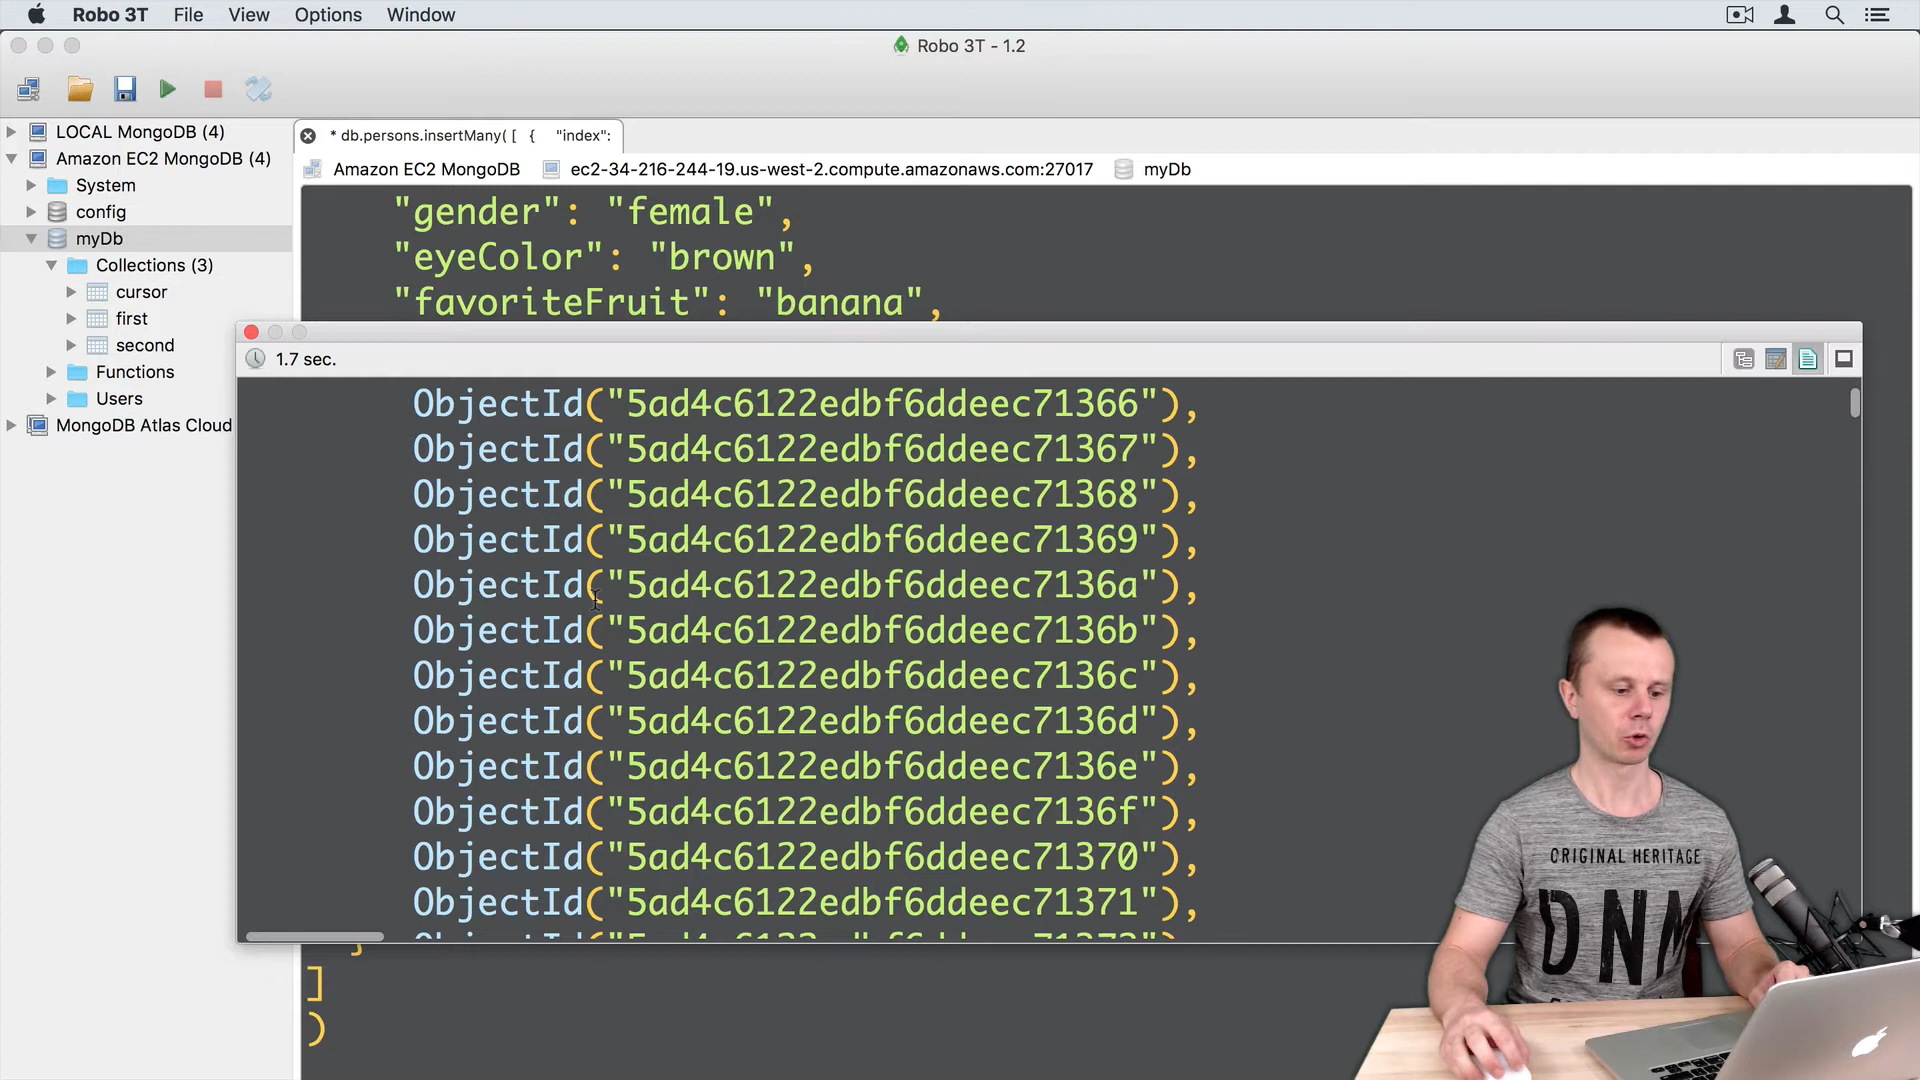 Robo 3T File View Options Window
Robo 3T - 1.2
LOCAL MongoDB (4)
Amazon EC2 MongoDB (4)
System
config
myDb
Collections (3)
cursor
first
second
Functions
Users
MongoDB Atlas Cloud
* db.persons.insertMany( [ { "index":
Amazon EC2 MongoDB ec2-34-216-244-19.us-west-2.compute.amazonaws.com:27017 myDb
"gender": "female",
"eyeColor": "brown",
"favoriteFruit": "banana",
1.7 sec.
ObjectId("5ad4c6122edbf6ddeec71366"),
ObjectId("5ad4c6122edbf6ddeec71367"),
ObjectId("5ad4c6122edbf6ddeec71368"),
ObjectId("5ad4c6122edbf6ddeec71369"),
ObjectId("5ad4c6122edbf6ddeec7136a"),
ObjectId("5ad4c6122edbf6ddeec7136b"),
ObjectId("5ad4c6122edbf6ddeec7136c"),
ObjectId("5ad4c6122edbf6ddeec7136d"),
ObjectId("5ad4c6122edbf6ddeec7136e"),
ObjectId("5ad4c6122edbf6ddeec7136f"),
ObjectId("5ad4c6122edbf6ddeec71370"),
ObjectId("5ad4c6122edbf6ddeec71371"),
}
]
)
ORIGINAL HERITAGE
DNM